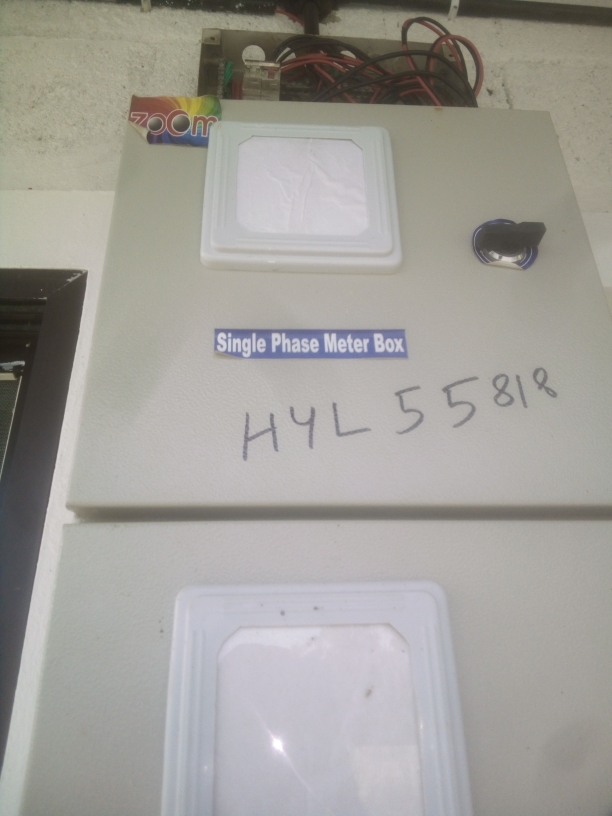 zoom
Single Phase Meter Box
HYL 55818